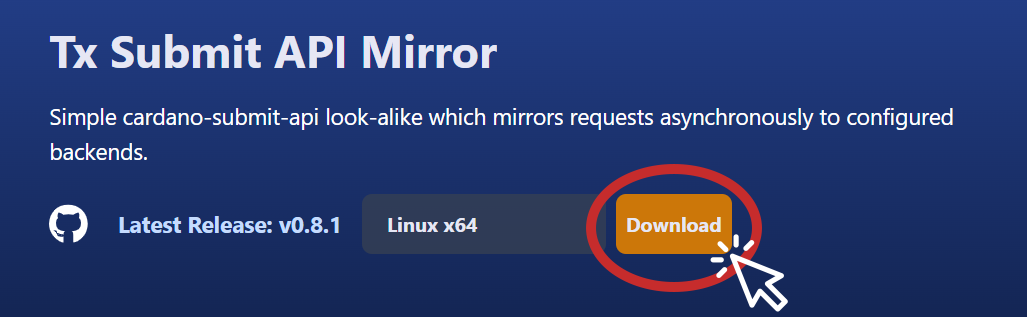 Tx Submit API Mirror
Simple cardano-submit-api look-alike which mirrors requests asynchronously to configured
backends.
Latest Release: v0.8.1 Linux x64 Download